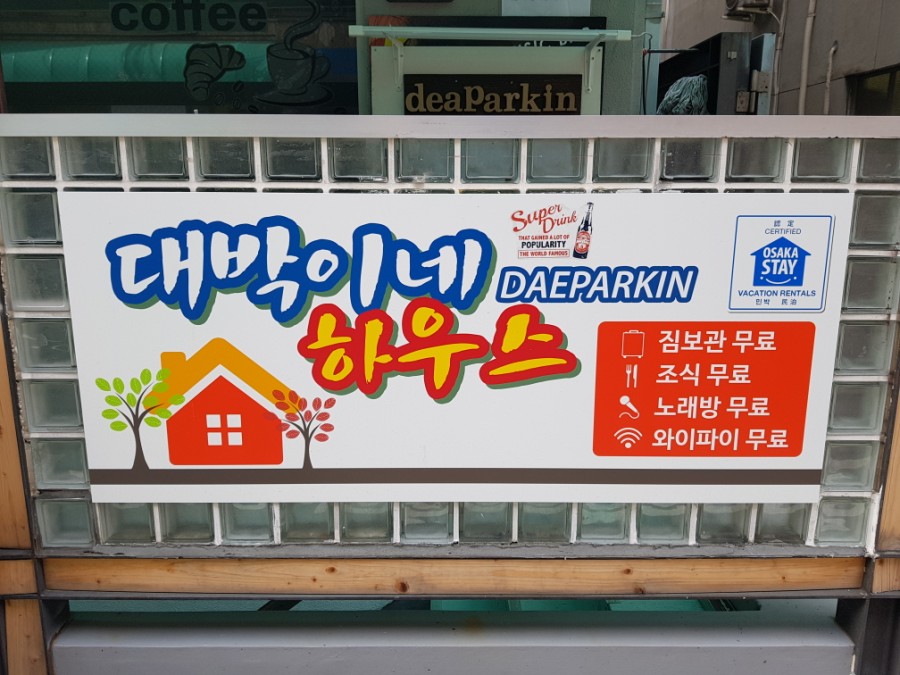 coffee
deaParkin
대박이네
하우스
DAEPARKIN
Super
Drink
THAT GAINED A LOT OF
POPULARITY
THE WORLD FAMOUS
認 定
CERTIFIED
OSAKA
STAY
VACATION RENTALS
민박 民泊
짐보관 무료
조식 무료
노래방 무료
와이파이 무료